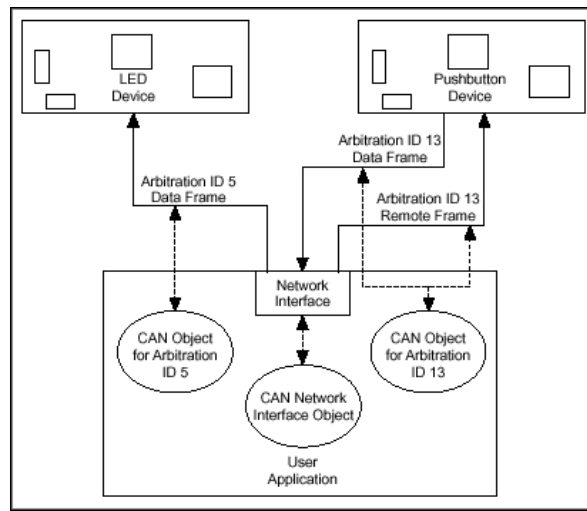 LED
Device
Pushbutton
Device
Arbitration ID 13
Data Frame
Arbitration ID 5
Data Frame
Arbitration ID 13
Remote Frame
Network
Interface
CAN Object
for Arbitration
ID 5
CAN Object
for Arbitration
ID 13
CAN Network
Interface Object
User
Application